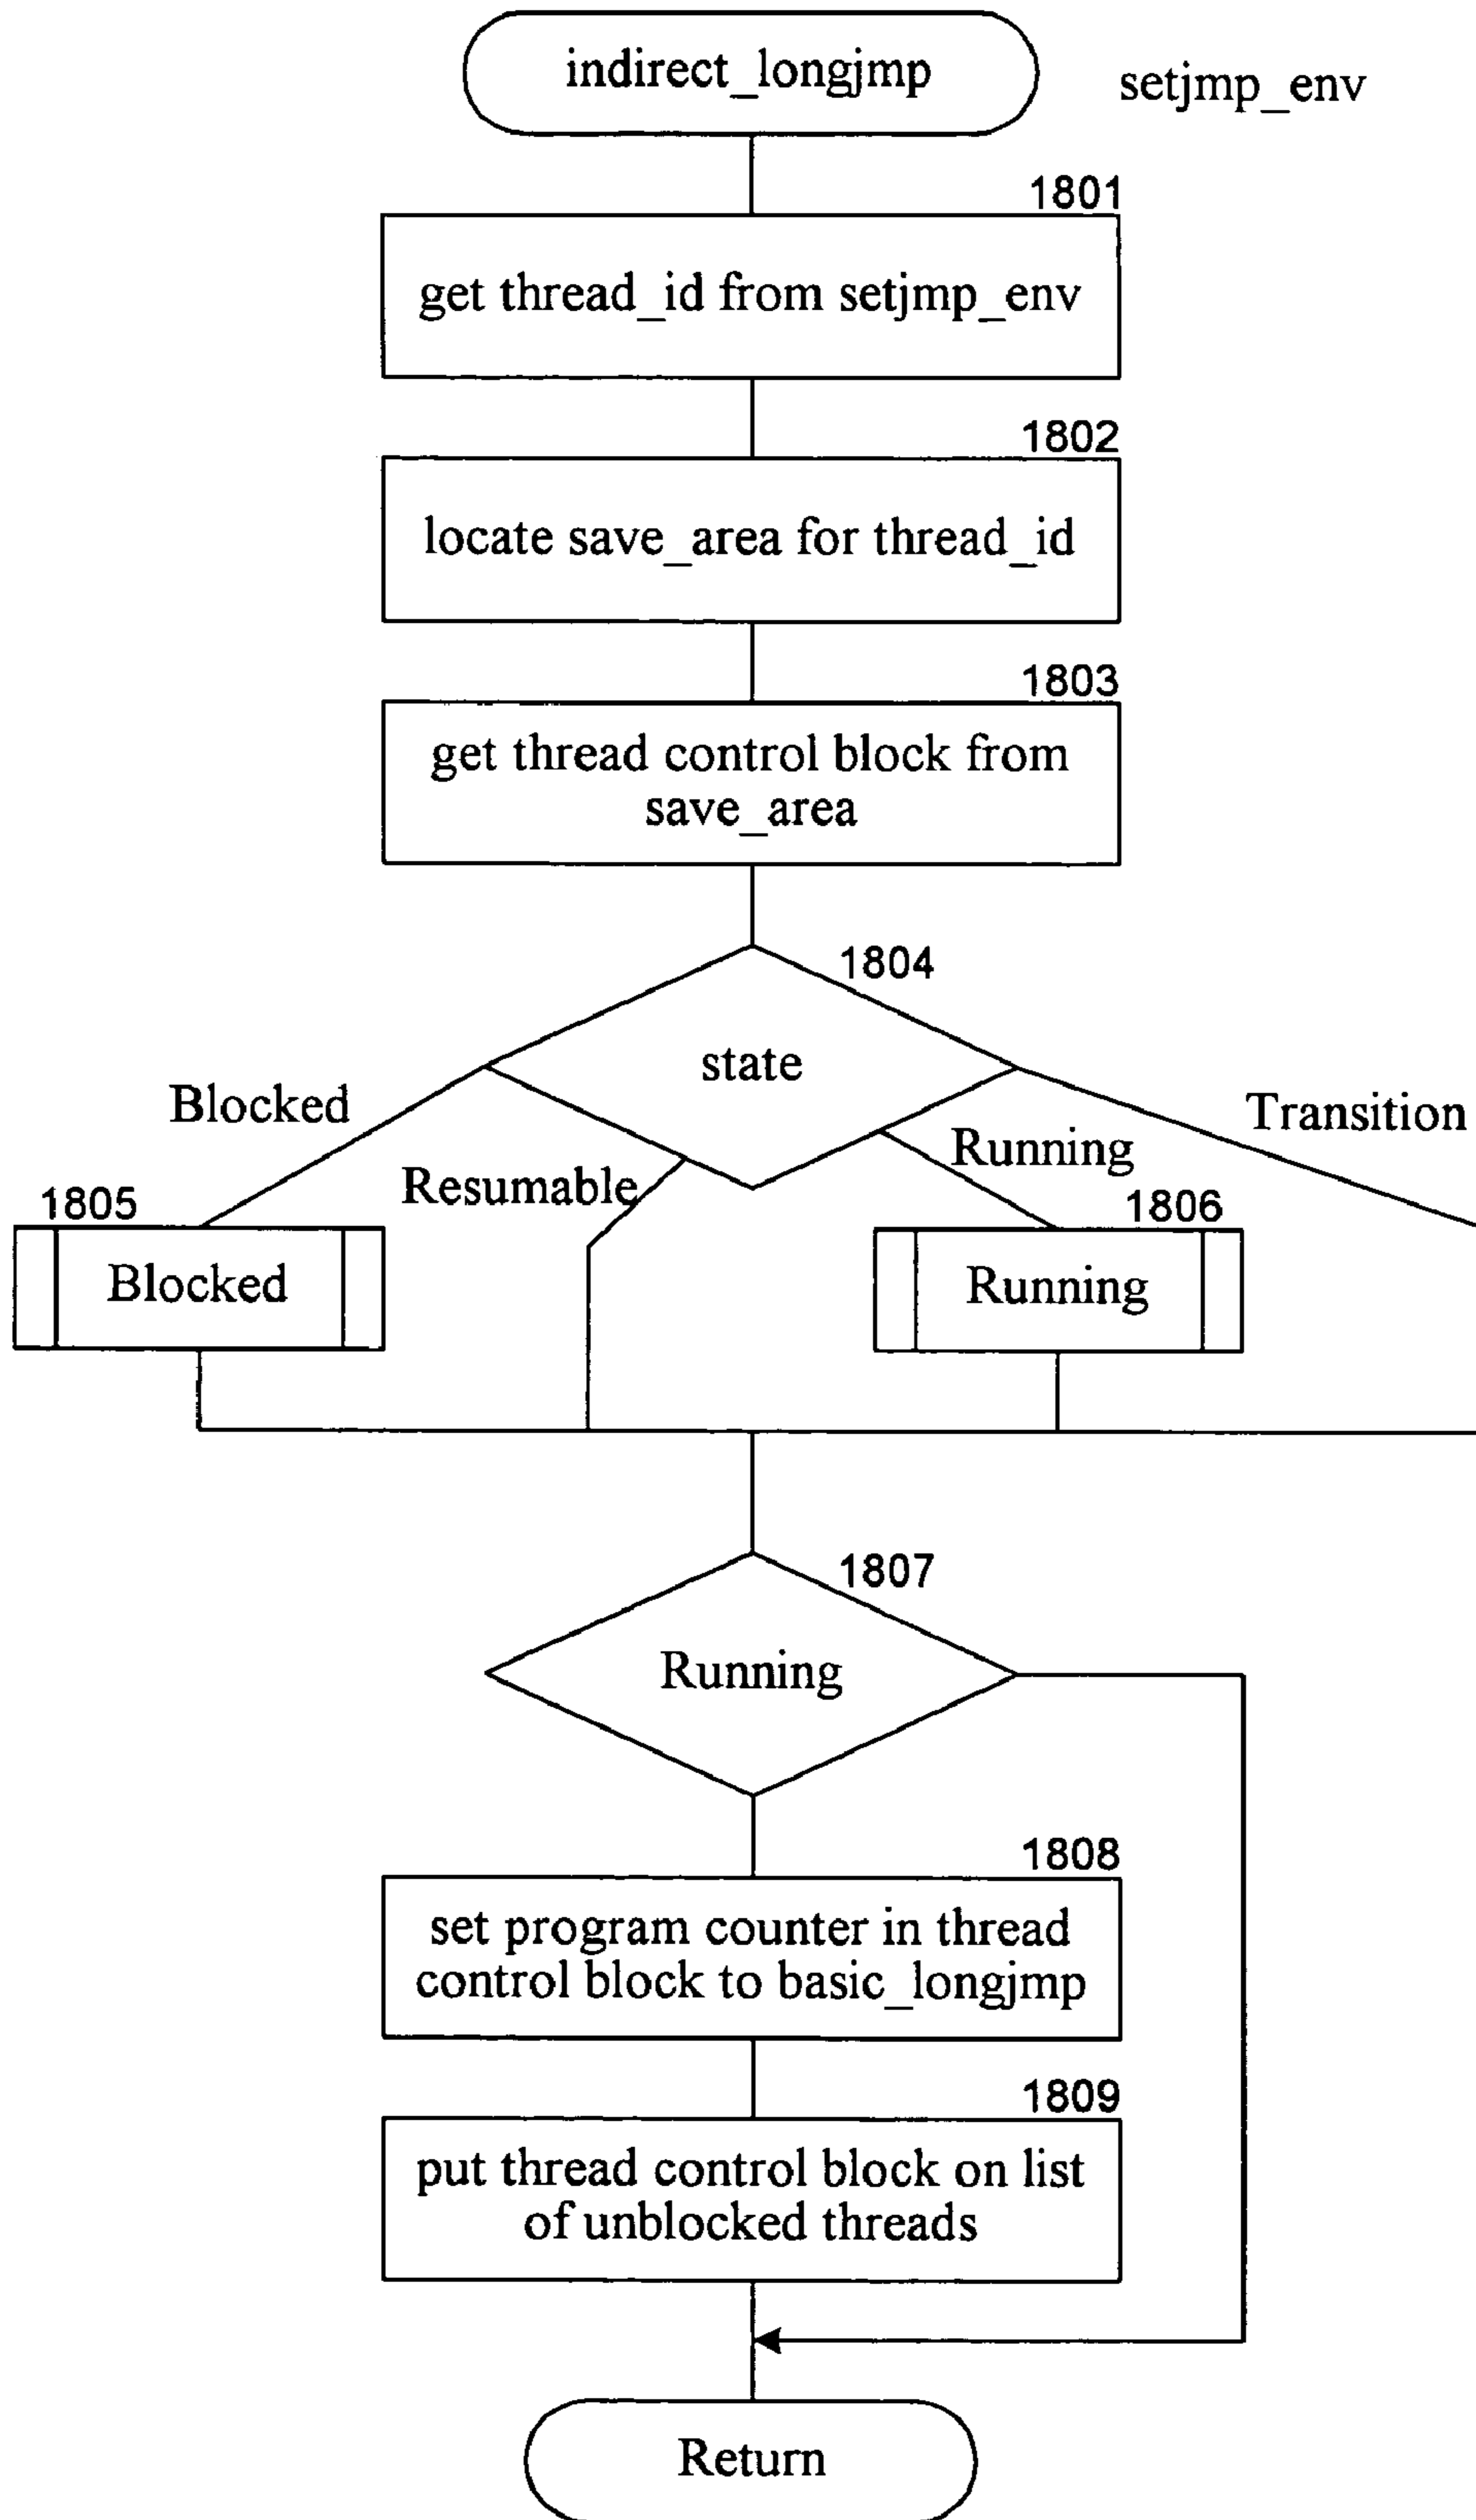 indirect_longjmp
setjmp_env
1801
get thread_id from setjmp_env
1802
locate save_area for thread_id
1803
get thread control block from
save_area
1804
state
Blocked
Resumable
Running
Transition
1805
Blocked
1806
Running
1807
Running
1808
set program counter in thread
control block to basic_longjmp
1809
put thread control block on list
of unblocked threads
Return